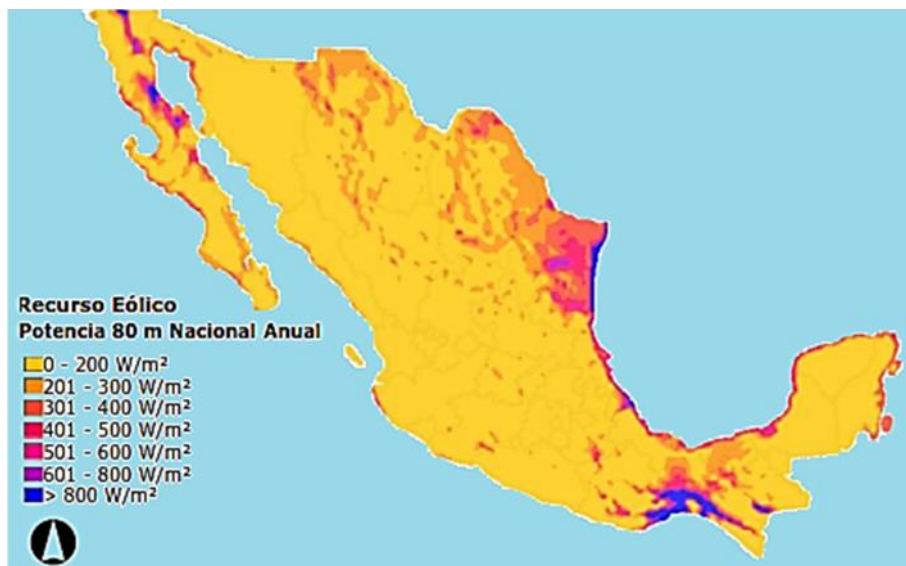 Recurso Eólico
Potencia 80 m Nacional Anual
0 - 200 W/m²
201 - 300 W/m²
301 - 400 W/m²
401 - 500 W/m²
501 - 600 W/m²
601 - 800 W/m²
> 800 W/m²